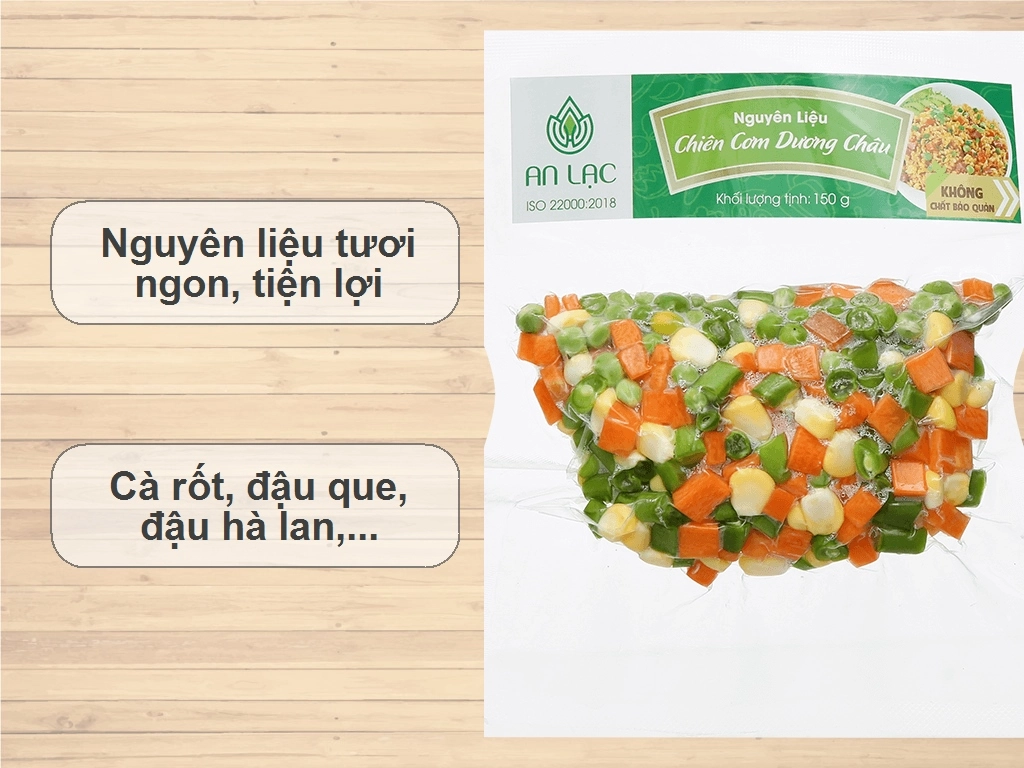 Nguyên liệu tươi
ngon, tiện lợi
Cà rốt, đậu que,
đậu hà lan,...
AN LẠC
ISO 22000:2018
Nguyên Liệu
Chiên Cơm Dương Châu
Khối lượng tịnh: 150 g
KHÔNG
CHẤT BẢO QUẢN